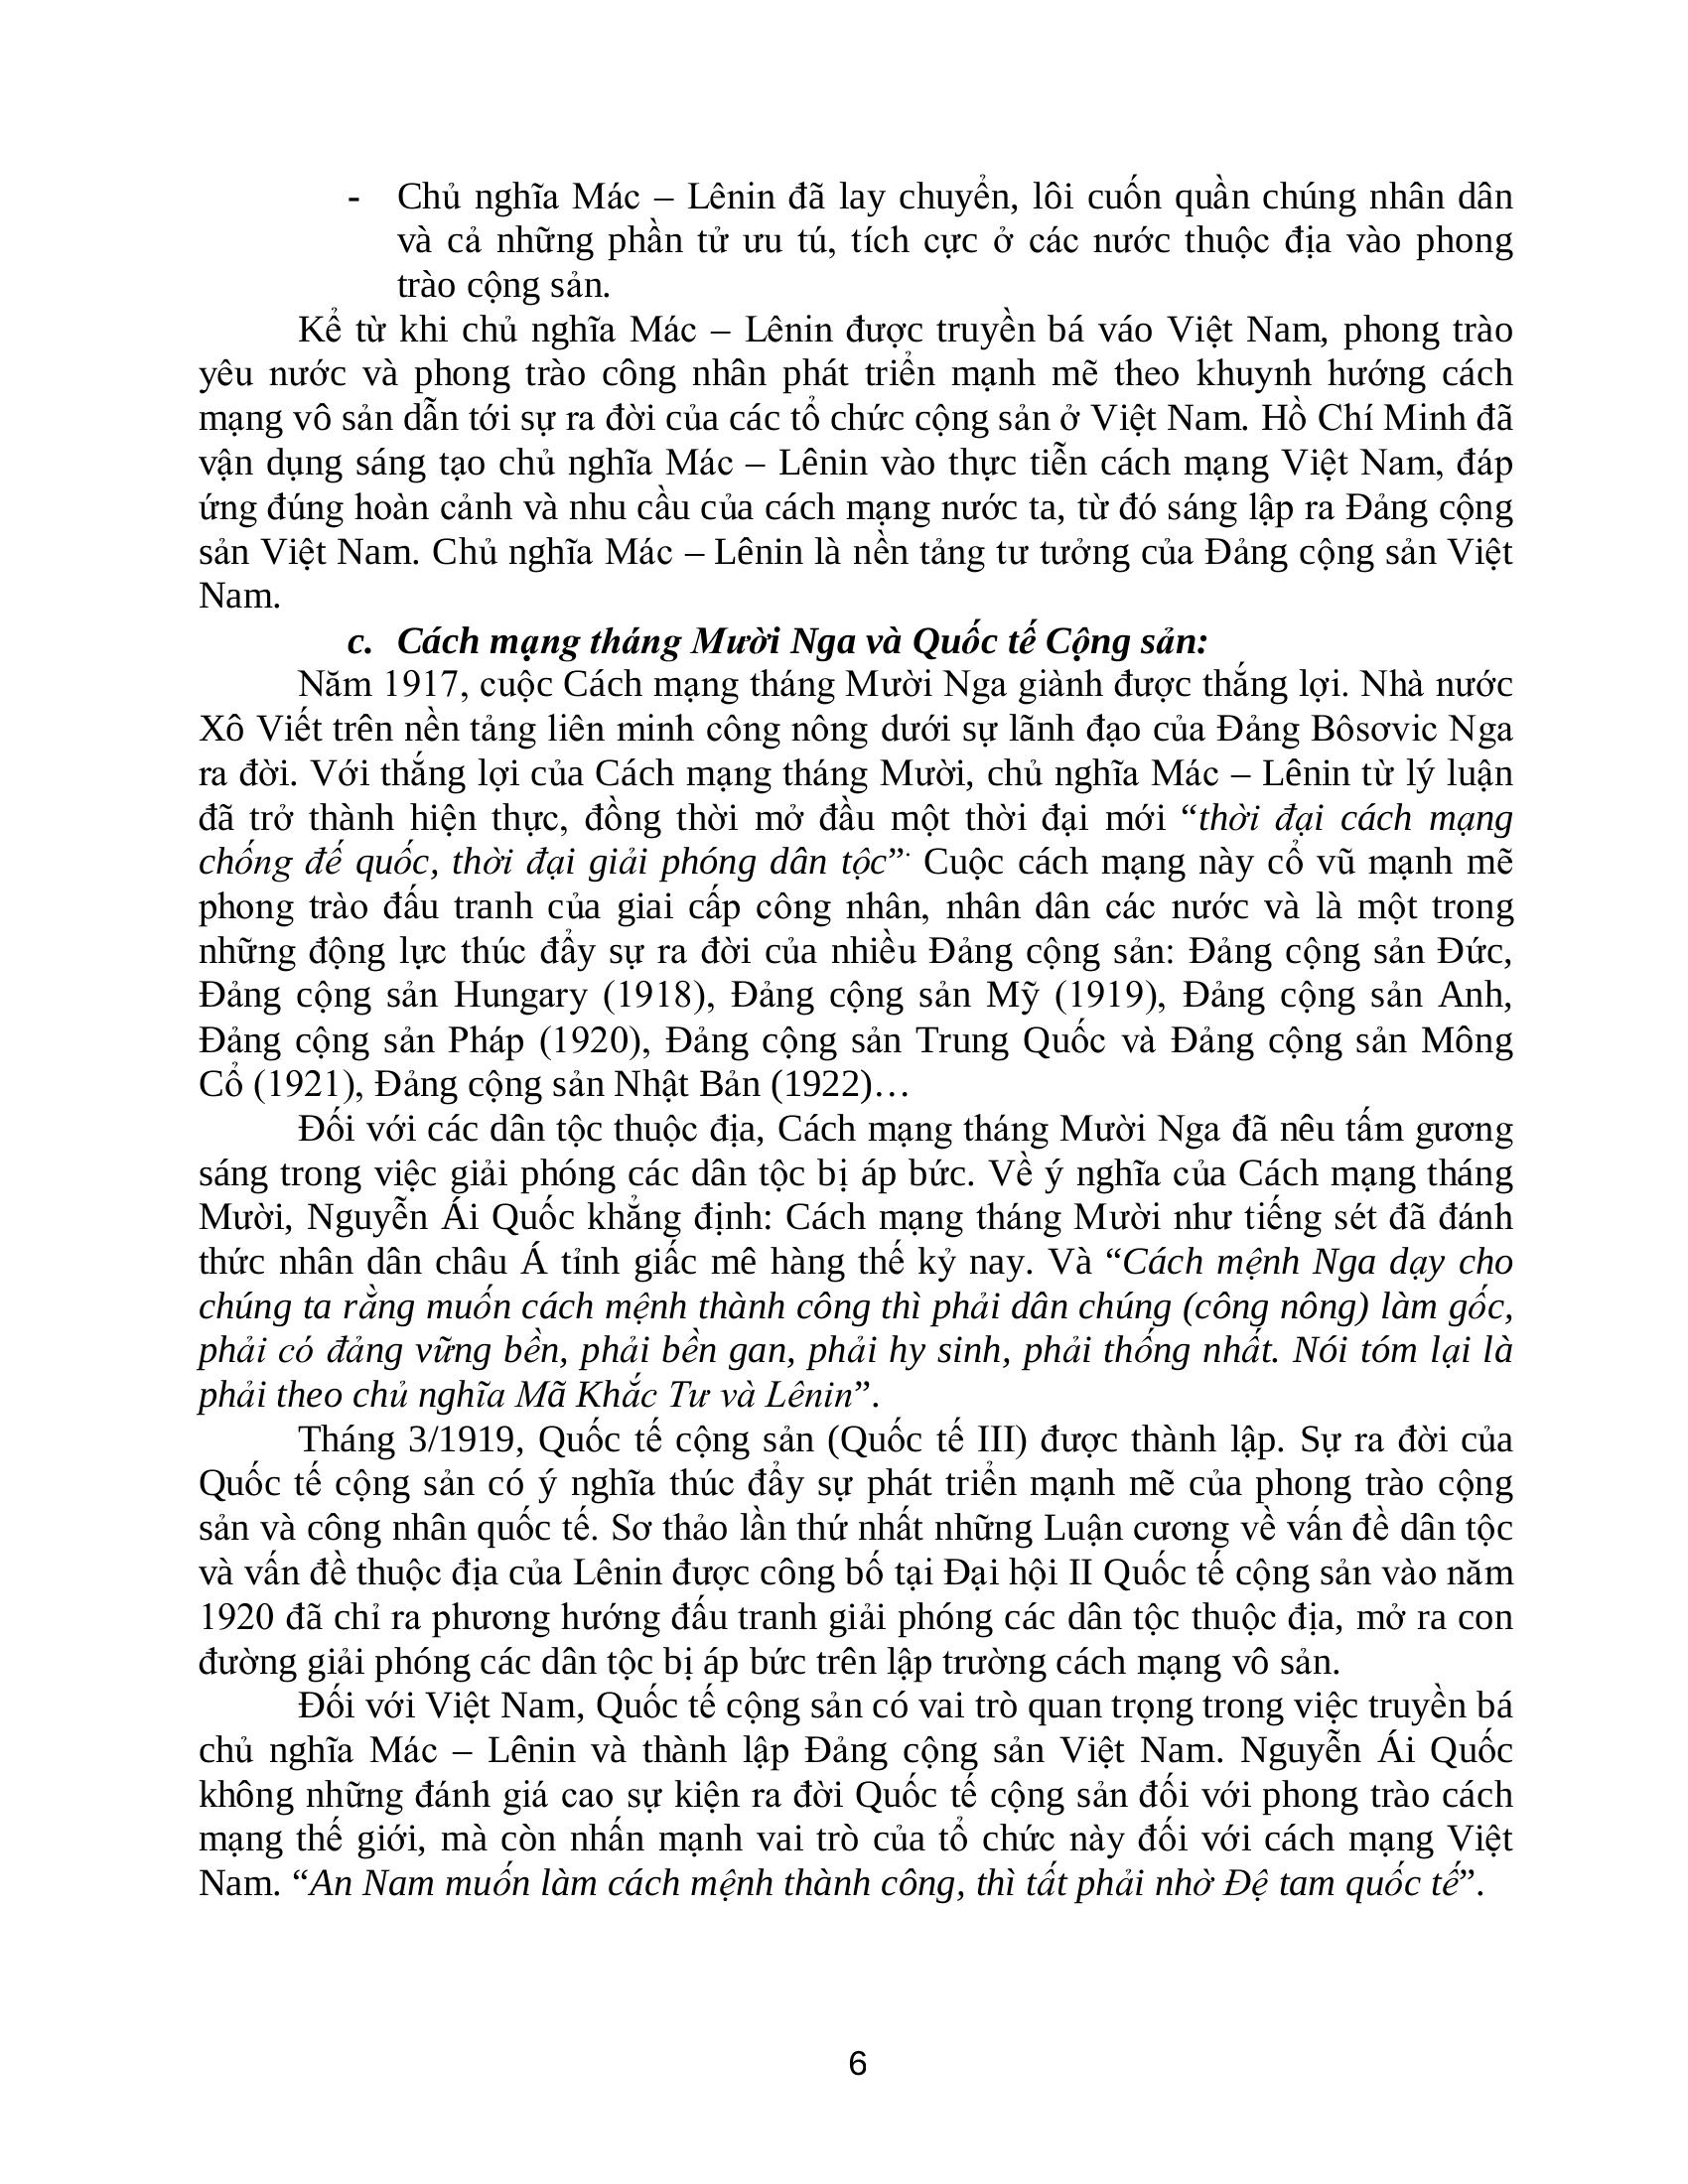 - Chủ nghĩa Mác – Lênin đã lay chuyển, lôi cuốn quần chúng nhân dân
và cả những phần tử ưu tú, tích cực ở các nước thuộc địa vào phong
trào cộng sản.
Kể từ khi chủ nghĩa Mác – Lênin được truyền bá váo Việt Nam, phong trào
yêu nước và phong trào công nhân phát triển mạnh mẽ theo khuynh hướng cách
mạng vô sản dẫn tới sự ra đời của các tổ chức cộng sản ở Việt Nam. Hồ Chí Minh đã
vận dụng sáng tạo chủ nghĩa Mác – Lênin vào thực tiễn cách mạng Việt Nam, đáp
ứng đúng hoàn cảnh và nhu cầu của cách mạng nước ta, từ đó sáng lập ra Đảng cộng
sản Việt Nam. Chủ nghĩa Mác – Lênin là nền tảng tư tưởng của Đảng cộng sản Việt
Nam.
c. Cách mạng tháng Mười Nga và Quốc tế Cộng sản:
Năm 1917, cuộc Cách mạng tháng Mười Nga giành được thắng lợi. Nhà nước
Xô Viết trên nền tảng liên minh công nông dưới sự lãnh đạo của Đảng Bôsơvic Nga
ra đời. Với thắng lợi của Cách mạng tháng Mười, chủ nghĩa Mác – Lênin từ lý luận
đã trở thành hiện thực, đồng thời mở đầu một thời đại mới “thời đại cách mạng
chống đế quốc, thời đại giải phóng dân tộc”. Cuộc cách mạng này cổ vũ mạnh mẽ
phong trào đấu tranh của giai cấp công nhân, nhân dân các nước và là một trong
những động lực thúc đẩy sự ra đời của nhiều Đảng cộng sản: Đảng cộng sản Đức,
Đảng cộng sản Hungary (1918), Đảng cộng sản Mỹ (1919), Đảng cộng sản Anh,
Đảng cộng sản Pháp (1920), Đảng cộng sản Trung Quốc và Đảng cộng sản Mông
Cổ (1921), Đảng cộng sản Nhật Bản (1922)…
Đối với các dân tộc thuộc địa, Cách mạng tháng Mười Nga đã nêu tấm gương
sáng trong việc giải phóng các dân tộc bị áp bức. Về ý nghĩa của Cách mạng tháng
Mười, Nguyễn Ái Quốc khẳng định: Cách mạng tháng Mười như tiếng sét đã đánh
thức nhân dân châu Á tỉnh giấc mê hàng thế kỷ nay. Và “Cách mệnh Nga dạy cho
chúng ta rằng muốn cách mệnh thành công thì phải dân chúng (công nông) làm gốc,
phải có đảng vững bền, phải bền gan, phải hy sinh, phải thống nhất. Nói tóm lại là
phải theo chủ nghĩa Mã Khắc Tư và Lênin”.
Tháng 3/1919, Quốc tế cộng sản (Quốc tế III) được thành lập. Sự ra đời của
Quốc tế cộng sản có ý nghĩa thúc đẩy sự phát triển mạnh mẽ của phong trào cộng
sản và công nhân quốc tế. Sơ thảo lần thứ nhất những Luận cương về vấn đề dân tộc
và vấn đề thuộc địa của Lênin được công bố tại Đại hội II Quốc tế cộng sản vào năm
1920 đã chỉ ra phương hướng đấu tranh giải phóng các dân tộc thuộc địa, mở ra con
đường giải phóng các dân tộc bị áp bức trên lập trường cách mạng vô sản.
Đối với Việt Nam, Quốc tế cộng sản có vai trò quan trọng trong việc truyền bá
chủ nghĩa Mác – Lênin và thành lập Đảng cộng sản Việt Nam. Nguyễn Ái Quốc
không những đánh giá cao sự kiện ra đời Quốc tế cộng sản đối với phong trào cách
mạng thế giới, mà còn nhấn mạnh vai trò của tổ chức này đối với cách mạng Việt
Nam. “An Nam muốn làm cách mệnh thành công, thì tất phải nhờ Đệ tam quốc tế”.
6